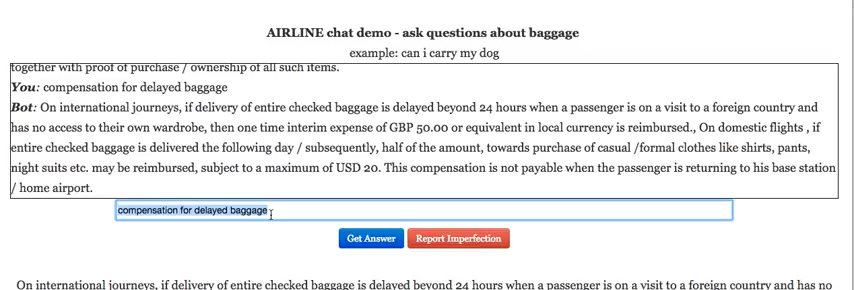 AIRLINE chat demo - ask questions about baggage
example: can i carry my dog
together with proof of purchase / ownership of all such items.
You: compensation for delayed baggage
Bot: On international journeys, if delivery of entire checked baggage is delayed beyond 24 hours when a passenger is on a visit to a foreign country and
has no access to their own wardrobe, then one time interim expense of GBP 50.00 or equivalent in local currency is reimbursed., On domestic flights , if
entire checked baggage is delivered the following day / subsequently, half of the amount, towards purchase of casual /formal clothes like shirts, pants,
night suits etc. may be reimbursed, subject to a maximum of USD 20. This compensation is not payable when the passenger is returning to his base station
/ home airport.
compensation for delayed baggage
Get Answer Report Imperfection
On international journeys, if delivery of entire checked baggage is delayed beyond 24 hours when a passenger is on a visit to a foreign country and has no